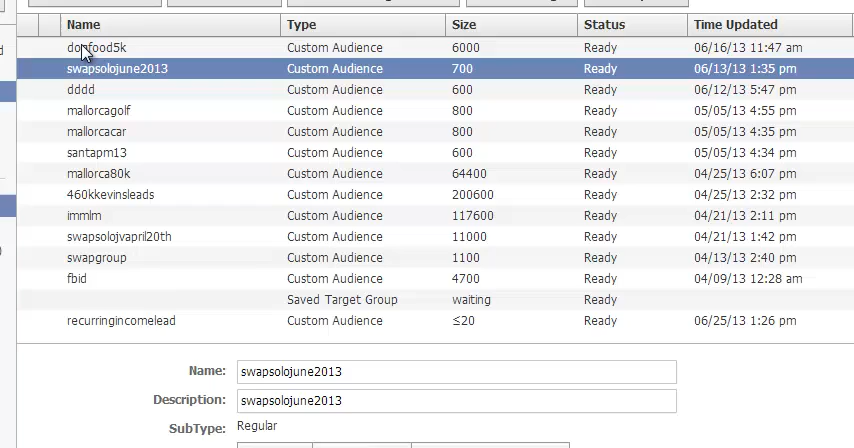 Name Type Size Status Time Updated
Custom Audience 6000 Ready 06/16/13 11:47 am
swapsolojune2013 Custom Audience 700 Ready 06/13/13 1:35 pm
dddd Custom Audience 600 Ready 06/12/13 5:47 pm
mallorcagolf Custom Audience 800 Ready 05/05/13 4:55 pm
mallorcacar Custom Audience 800 Ready 05/05/13 4:35 pm
santapm13 Custom Audience 600 Ready 05/05/13 4:34 pm
mallorca80k Custom Audience 64400 Ready 04/25/13 6:07 pm
460kkevinsleads Custom Audience 200600 Ready 04/25/13 2:32 pm
immlm Custom Audience 117600 Ready 04/21/13 2:11 pm
swapsolojvapril20th Custom Audience 11000 Ready 04/21/13 1:42 pm
swapgroup Custom Audience 1100 Ready 04/13/13 2:40 pm
fbid Custom Audience 4700 Ready 04/09/13 12:28 am
Saved Target Group waiting Ready
recurringincomelead Custom Audience ≤20 Ready 06/25/13 1:26 pm
Name: swapsolojune2013
Description: swapsolojune2013
SubType: Regular